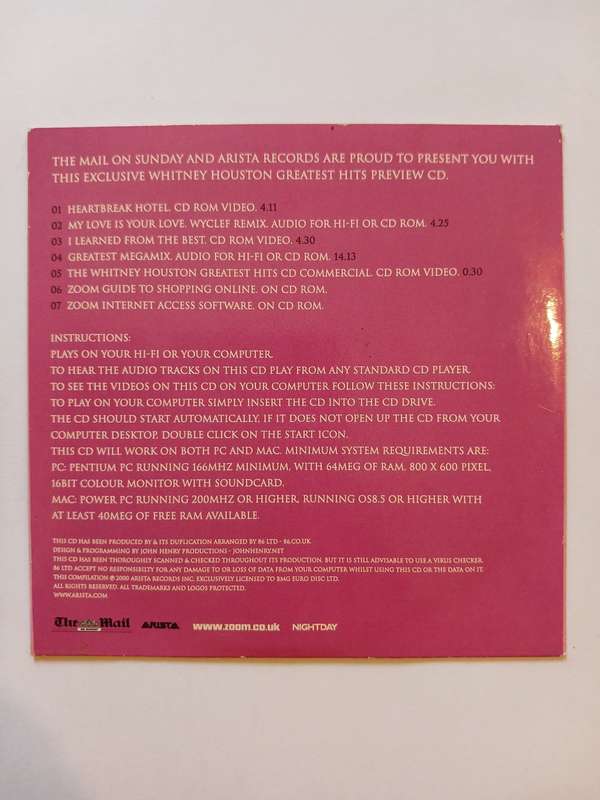 THE MAIL ON SUNDAY AND ARISTA RECORDS ARE PROUD TO PRESENT YOU WITH
THIS EXCLUSIVE WHITNEY HOUSTON GREATEST HITS PREVIEW CD.
01 HEARTBREAK HOTEL. CD ROM VIDEO. 4.11
02 MY LOVE IS YOUR LOVE. WYCLEF REMIX. AUDIO FOR HI-FI OR CD ROM. 4.25
03 I LEARNED FROM THE BEST. CD ROM VIDEO. 4.30
04 GREATEST MEGAMIX. AUDIO FOR HI-FI OR CD ROM. 14.13
05 THE WHITNEY HOUSTON GREATEST HITS CD COMMERCIAL. CD ROM VIDEO. 0.30
06 ZOOM GUIDE TO SHOPPING ONLINE. ON CD ROM.
07 ZOOM INTERNET ACCESS SOFTWARE. ON CD ROM.
INSTRUCTIONS:
PLAYS ON YOUR HI-FI OR YOUR COMPUTER.
TO HEAR THE AUDIO TRACKS ON THIS CD PLAY FROM ANY STANDARD CD PLAYER.
TO SEE THE VIDEOS ON THIS CD ON YOUR COMPUTER FOLLOW THESE INSTRUCTIONS:
TO PLAY ON YOUR COMPUTER SIMPLY INSERT THE CD INTO THE CD DRIVE.
THE CD SHOULD START AUTOMATICALLY. IF IT DOES NOT OPEN UP THE CD FROM YOUR
COMPUTER DESKTOP. DOUBLE CLICK ON THE START ICON.
THIS CD WILL WORK ON BOTH PC AND MAC. MINIMUM SYSTEM REQUIREMENTS ARE:
PC: PENTIUM PC RUNNING 166MHZ MINIMUM, WITH 64MEG OF RAM. 800 X 600 PIXEL,
16BIT COLOUR MONITOR WITH SOUNDCARD.
MAC: POWER PC RUNNING 200MHZ OR HIGHER, RUNNING OS8.5 OR HIGHER WITH
AT LEAST 40MEG OF FREE RAM AVAILABLE.
THIS CD HAS BEEN PRODUCED BY & ITS DUPLICATION ARRANGED BY 86 LTD - 86.CO.UK
DESIGN & PROGRAMMING BY JOHN HENRY PRODUCTIONS - JOHNHENRY.NET
THIS CD HAS BEEN THOROUGHLY SCANNED & CHECKED THROUGHOUT ITS PRODUCTION. BUT IT IS STILL ADVISABLE TO USE A VIRUS CHECKER.
86 LTD ACCEPT NO RESPONSIBILTY FOR ANY DAMAGE TO OR LOSS OF DATA FROM YOUR COMPUTER WHILST USING THIS CD OR THE DATA ON IT.
THIS COMPILATION ℗ 2000 ARISTA RECORDS INC. EXCLUSIVELY LICENSED TO BMG EURO DISC LTD.
ALL RIGHTS RESERVED. ALL TRADEMARKS AND LOGOS PROTECTED.
WWW.ARISTA.COM
The Mail ON SUNDAY ARISTA www.zoom.co.uk NIGHTDAY